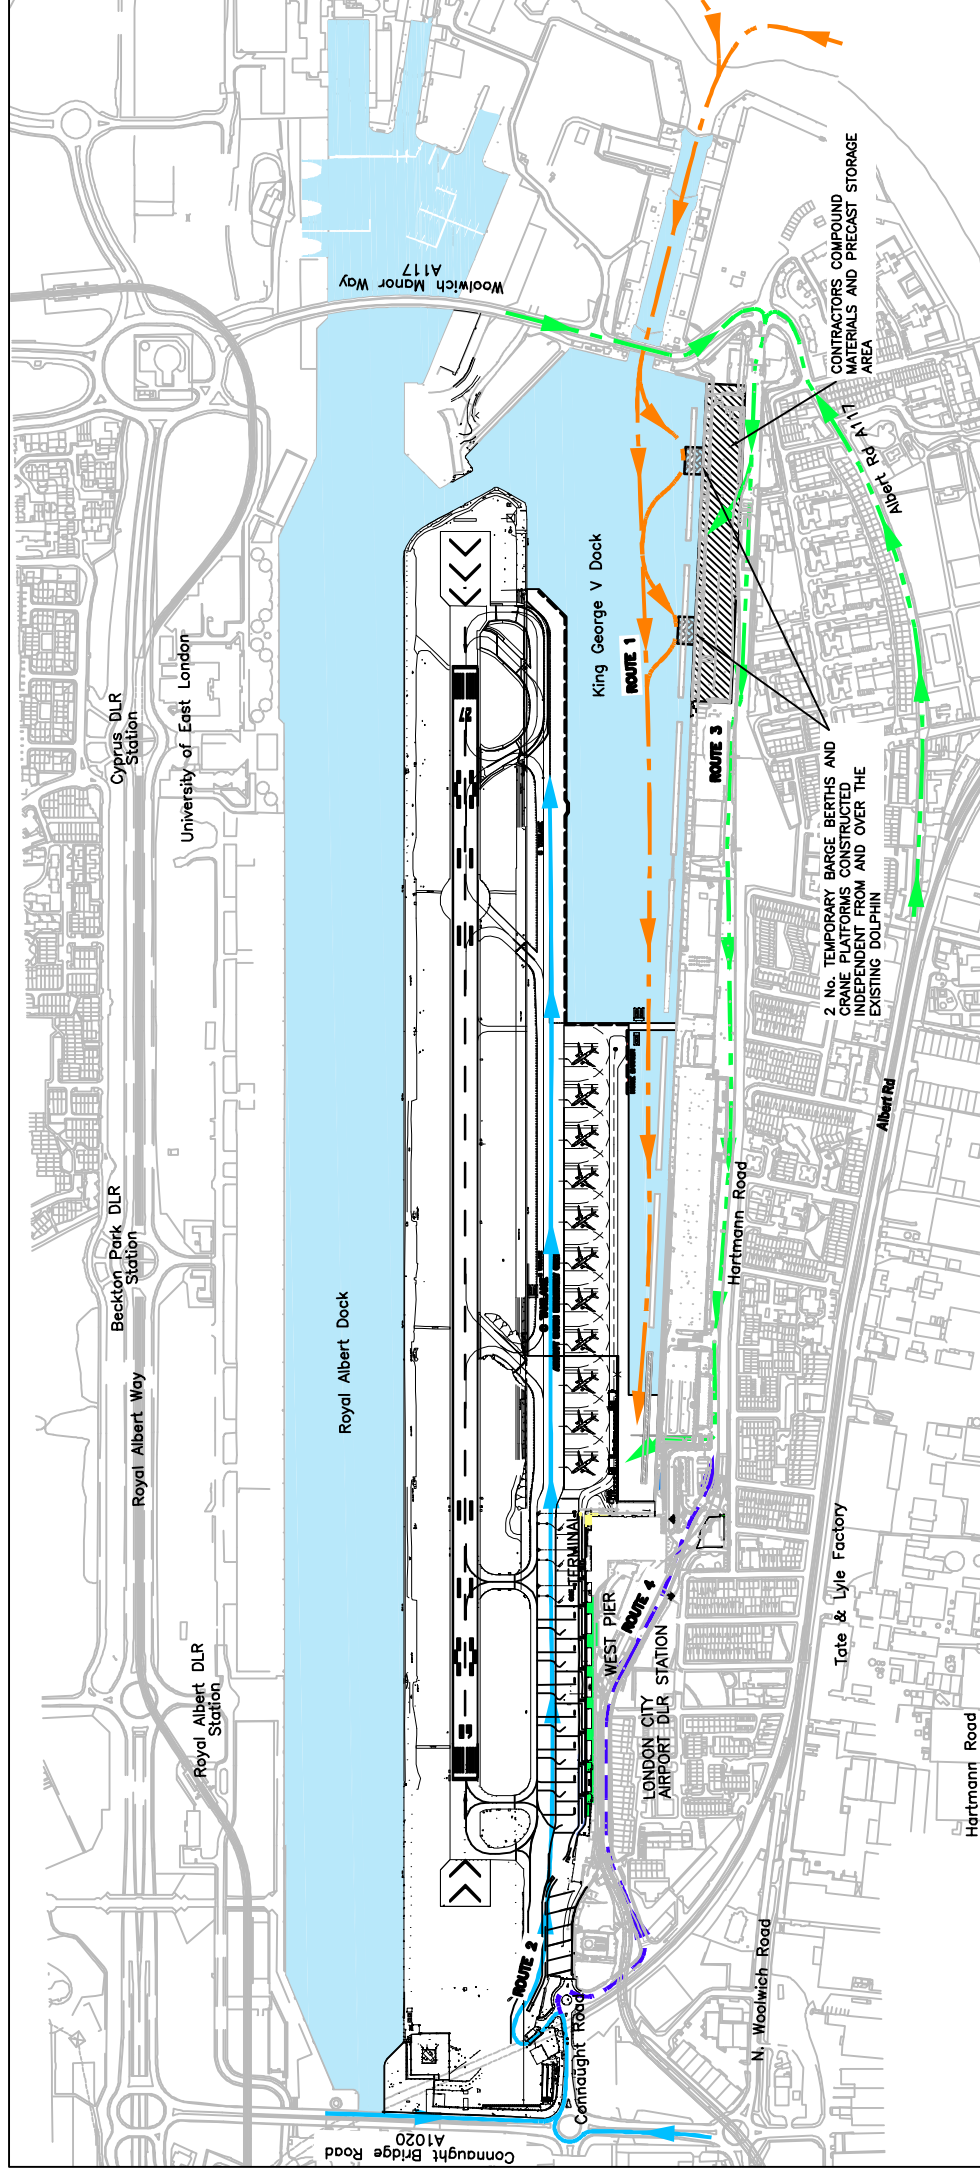 Woolwich Manor Way
A117
CONTRACTORS COMPOUND
MATERIALS AND PRECAST STORAGE
AREA
Albert Rd A117
King George V Dock
ROUTE 1
ROUTE 3
2 No. TEMPORARY BARGE BERTHS AND
CRANE PLATFORMS CONSTRUCTED
INDEPENDENT FROM AND OVER THE
EXISTING DOLPHIN
Cyprus DLR
Station
University of East London
27
Albert Rd
Hartmann Road
Beckton Park DLR
Station
Royal Albert Way
Royal Albert Dock
Royal Albert DLR
Station
TERMINAL
WEST PIER
ROUTE 4
LONDON CITY
AIRPORT DLR STATION
Tate & Lyle Factory
Hartmann Road
ROUTE 2
Connaught Road
N. Woolwich Road
Connaught Bridge Road
A1020